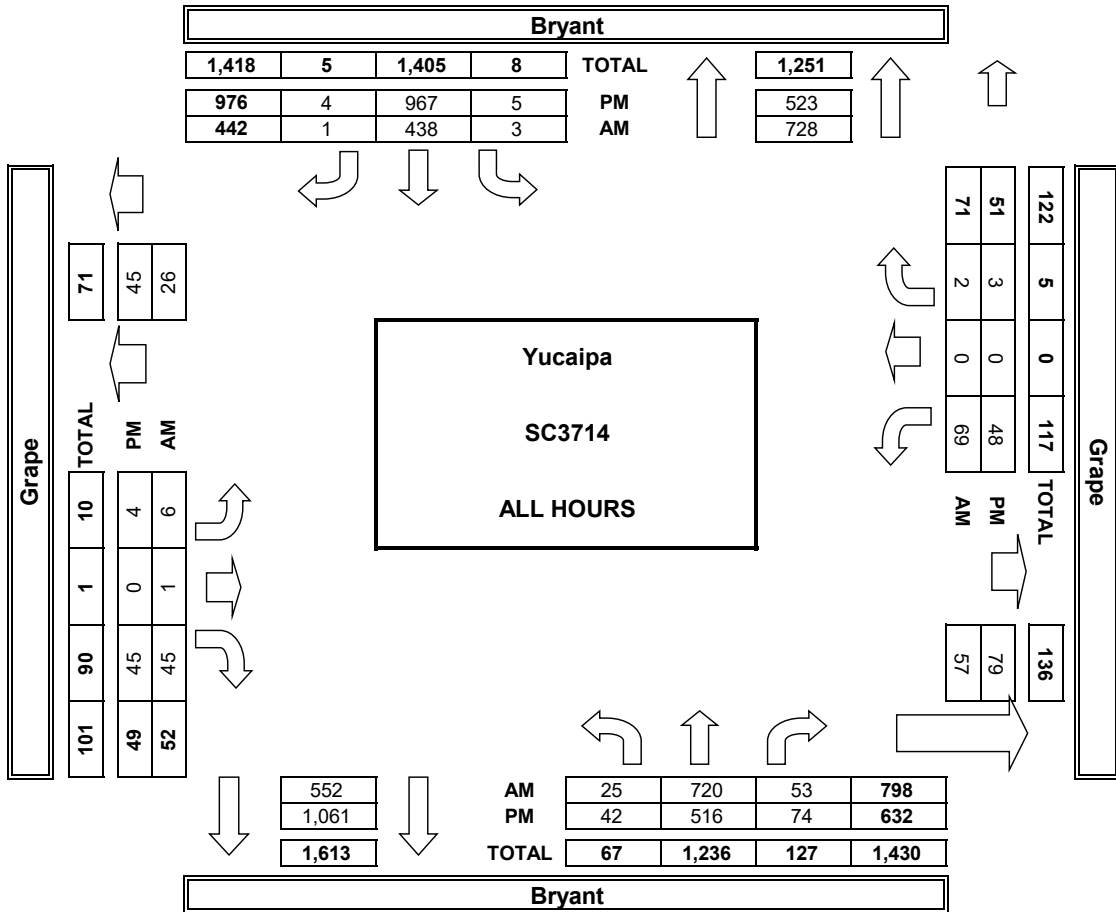 Bryant
1,418 5 1,405 8 TOTAL 1,251
976 4 967 5 PM 523
442 1 438 3 AM 728
Grape
TOTAL 71
PM 45
AM 26
10 1 90 101
4 0 45 49
6 1 45 52
Yucaipa
SC3714
ALL HOURS
122 5 0 117 TOTAL 136
51 3 0 48 PM 79
71 2 0 69 AM 57
Grape
552 AM 25 720 53 798
1,061 PM 42 516 74 632
1,613 TOTAL 67 1,236 127 1,430
Bryant